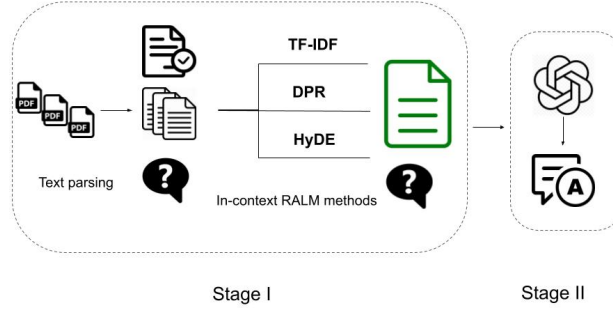 TF-IDF
DPR
HyDE
PDF
PDF
PDF
?
?
A
Text parsing
In-context RALM methods
Stage I
Stage II